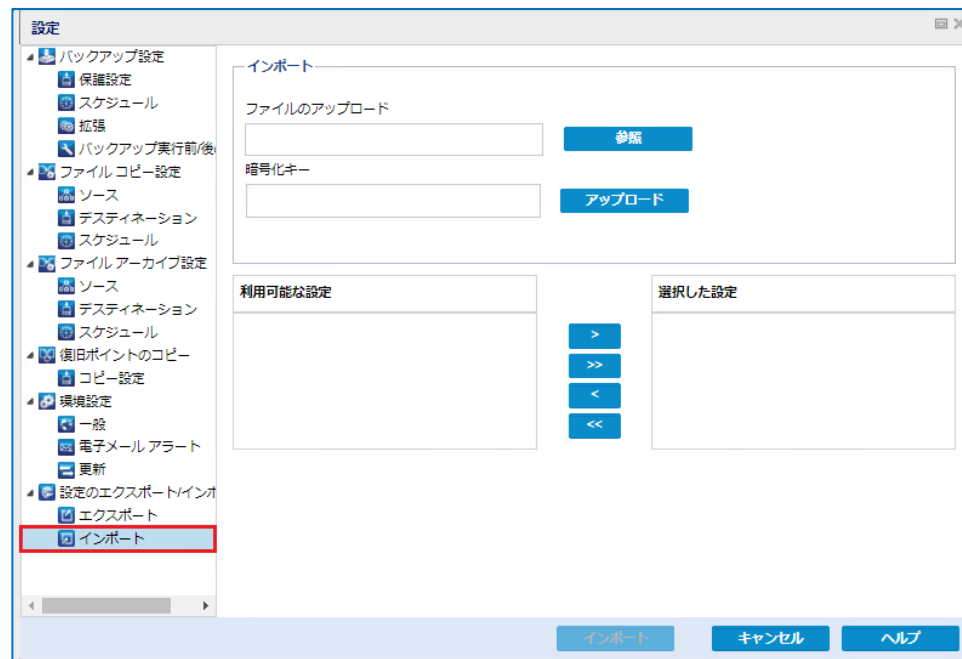 設定
バックアップ設定
保護設定
スケジュール
拡張
バックアップ実行前/後
ファイル コピー設定
ソース
デスティネーション
スケジュール
ファイル アーカイブ設定
ソース
デスティネーション
スケジュール
復旧ポイントのコピー
コピー設定
環境設定
一般
電子メール アラート
更新
設定のエクスポート/インポ
エクスポート
インポート
インポート
ファイルのアップロード
参照
暗号化キー
アップロード
利用可能な設定
選択した設定
>
>>
<
<<
インポート
キャンセル
ヘルプ